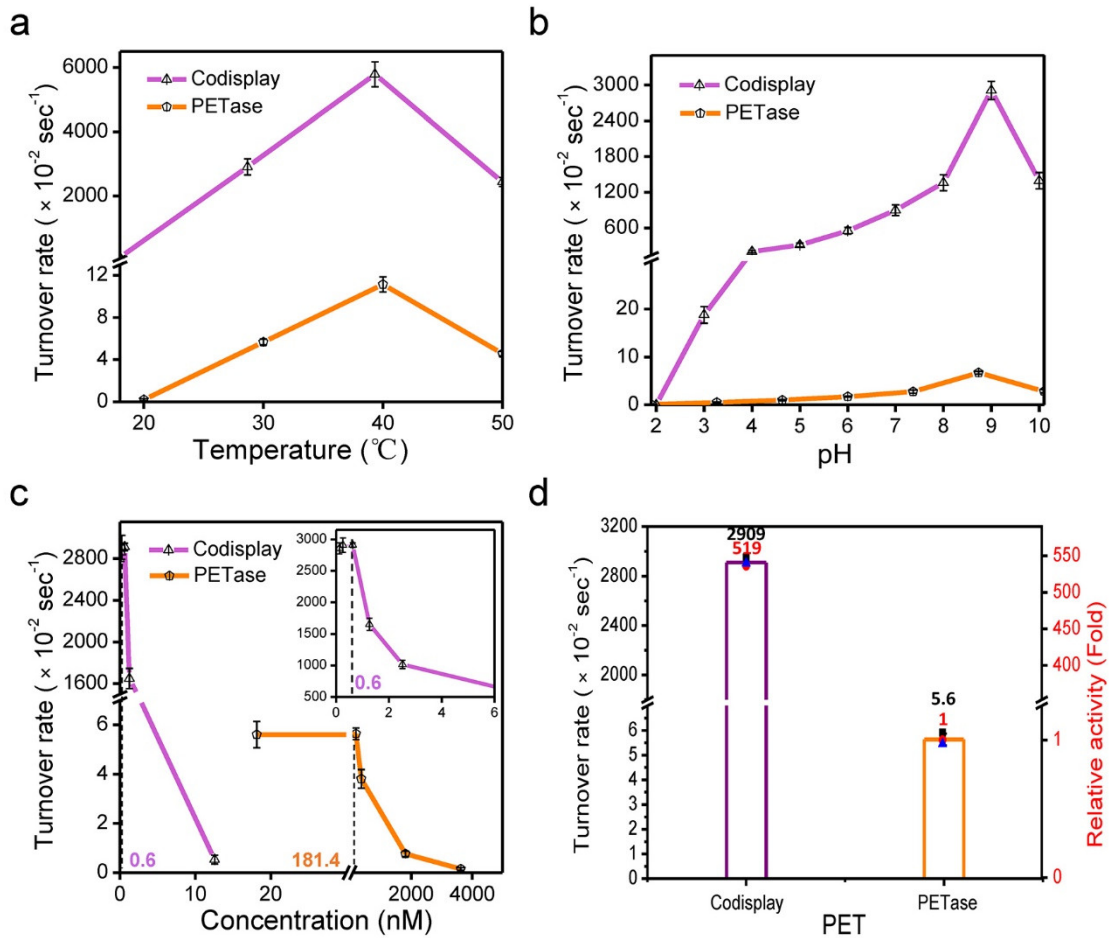 a
Turnover rate ( × 10⁻² sec⁻¹)
6000
4000
2000
12
8
4
0
Codisplay
PETase
20 30 40 50
Temperature (℃)
b
Turnover rate ( × 10⁻² sec⁻¹)
3000
2400
1800
1200
600
20
10
0
Codisplay
PETase
2 3 4 5 6 7 8 9 10
pH
c
Turnover rate ( × 10⁻² sec⁻¹)
2800
2400
2000
1600
6
4
2
0
Codisplay
PETase
3000
2500
2000
1500
1000
500
0.6
0 2 4 6
0.6
181.4
0 10 20 2000 4000
Concentration (nM)
d
Turnover rate ( × 10⁻² sec⁻¹)
3200
2800
2400
2000
6
5
4
3
2
1
0
2909
519
5.6
1
550
500
450
400
1
0
Relative activity (Fold)
Codisplay PETase
PET